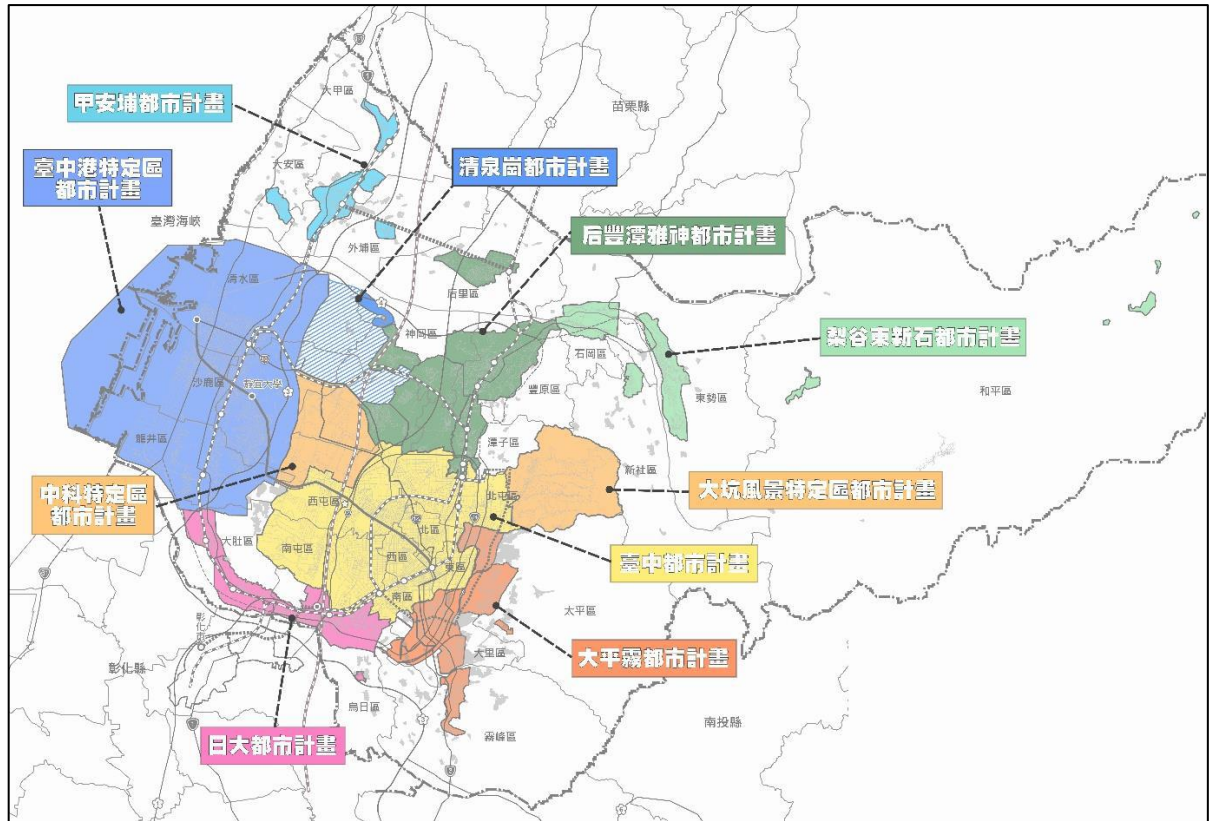 大甲區
苗栗縣
甲安埔都市計畫
大安區
臺中港特定區
都市計畫
清泉崗都市計畫
臺灣海峽
后豐潭雅神都市計畫
外埔區
清水區
后里區
神岡區
梨谷東新石都市計畫
石岡區
沙鹿區
靜宜大學
豐原區
東勢區
和平區
龍井區
潭子區
新社區
中科特定區
都市計畫
西屯區
北屯區
大坑風景特定區都市計畫
大肚區
南屯區
北區
西區
東區
臺中都市計畫
南區
太平區
彰化市
大里區
大平霧都市計畫
彰化縣
烏日區
南投縣
霧峰區
日大都市計畫